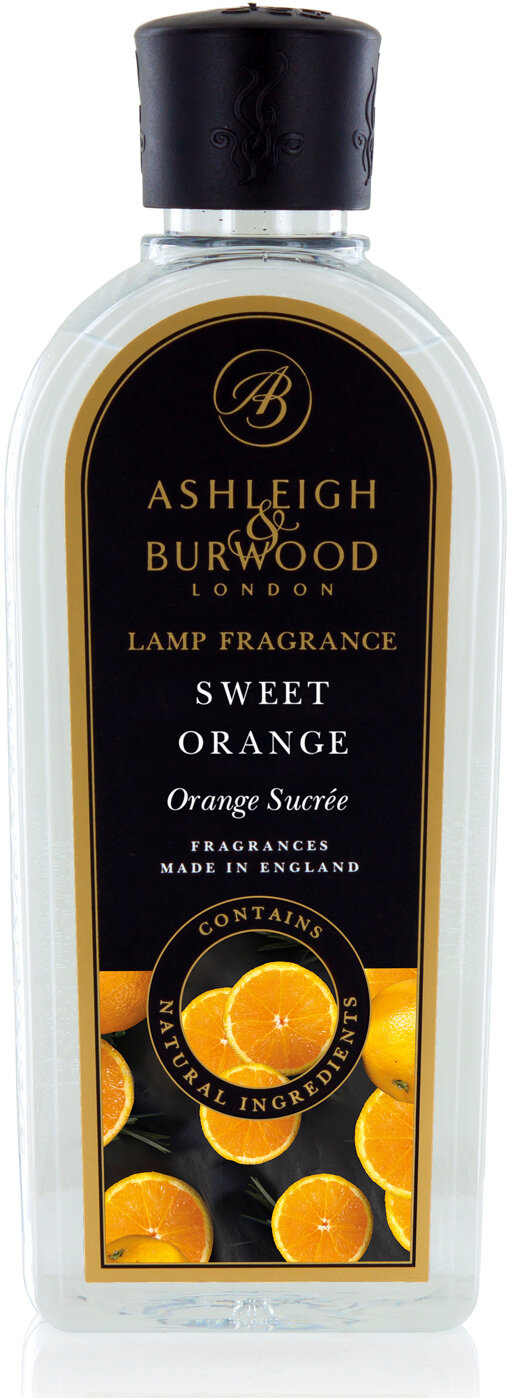 AB
ASHLEIGH
&
BURWOOD
LONDON
LAMP FRAGRANCE
SWEET
ORANGE
Orange Sucrée
FRAGRANCES
MADE IN ENGLAND
CONTAINS
NATURAL INGREDIENTS